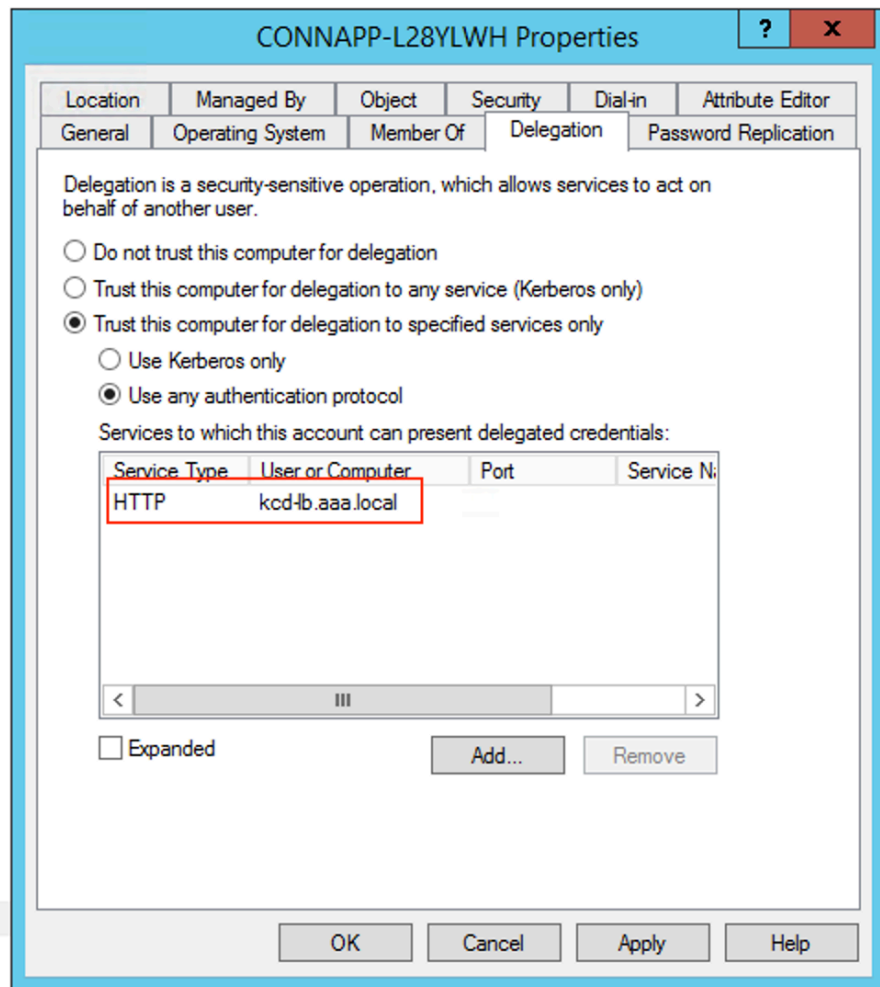 CONNAPP-L28YLWH Properties
? x
Location Managed By Object Security Dial-in Attribute Editor
General Operating System Member Of Delegation Password Replication
Delegation is a security-sensitive operation, which allows services to act on
behalf of another user.
Do not trust this computer for delegation
Trust this computer for delegation to any service (Kerberos only)
Trust this computer for delegation to specified services only
Use Kerberos only
Use any authentication protocol
Services to which this account can present delegated credentials:
Service Type User or Computer Port Service Na
HTTP kcd-lb.aaa.local
Expanded Add... Remove
OK Cancel Apply Help